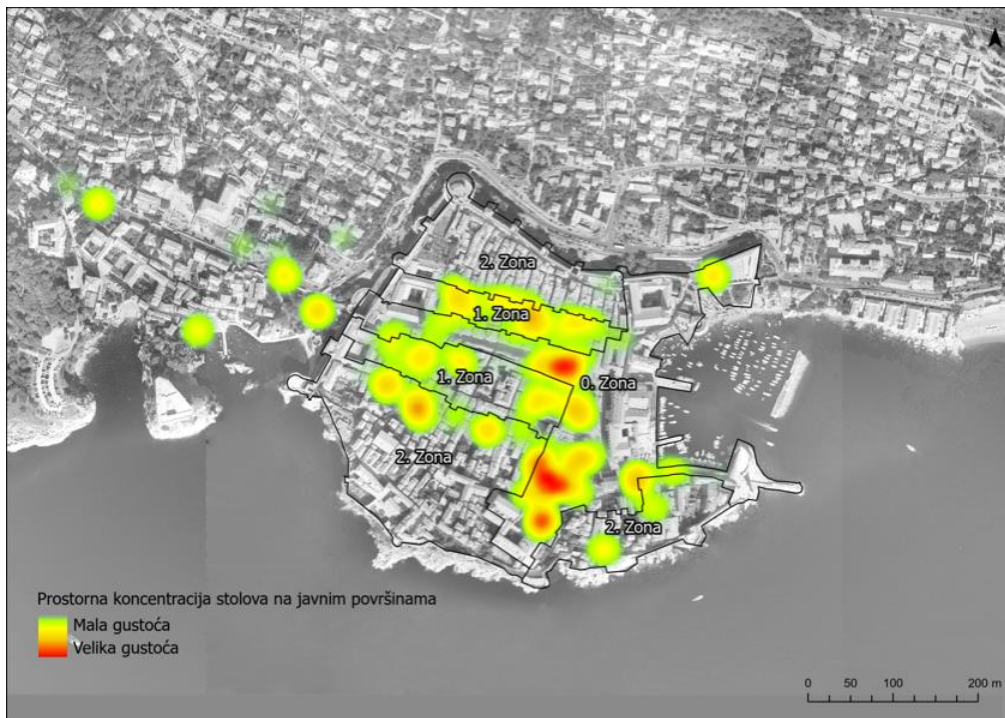 2. Zona
1. Zona
1. Zona
0. Zona
2. Zona
2. Zona
Prostorna koncentracija stolova na javnim površinama
Mala gustoća
Velika gustoća
0 50 100 200 m